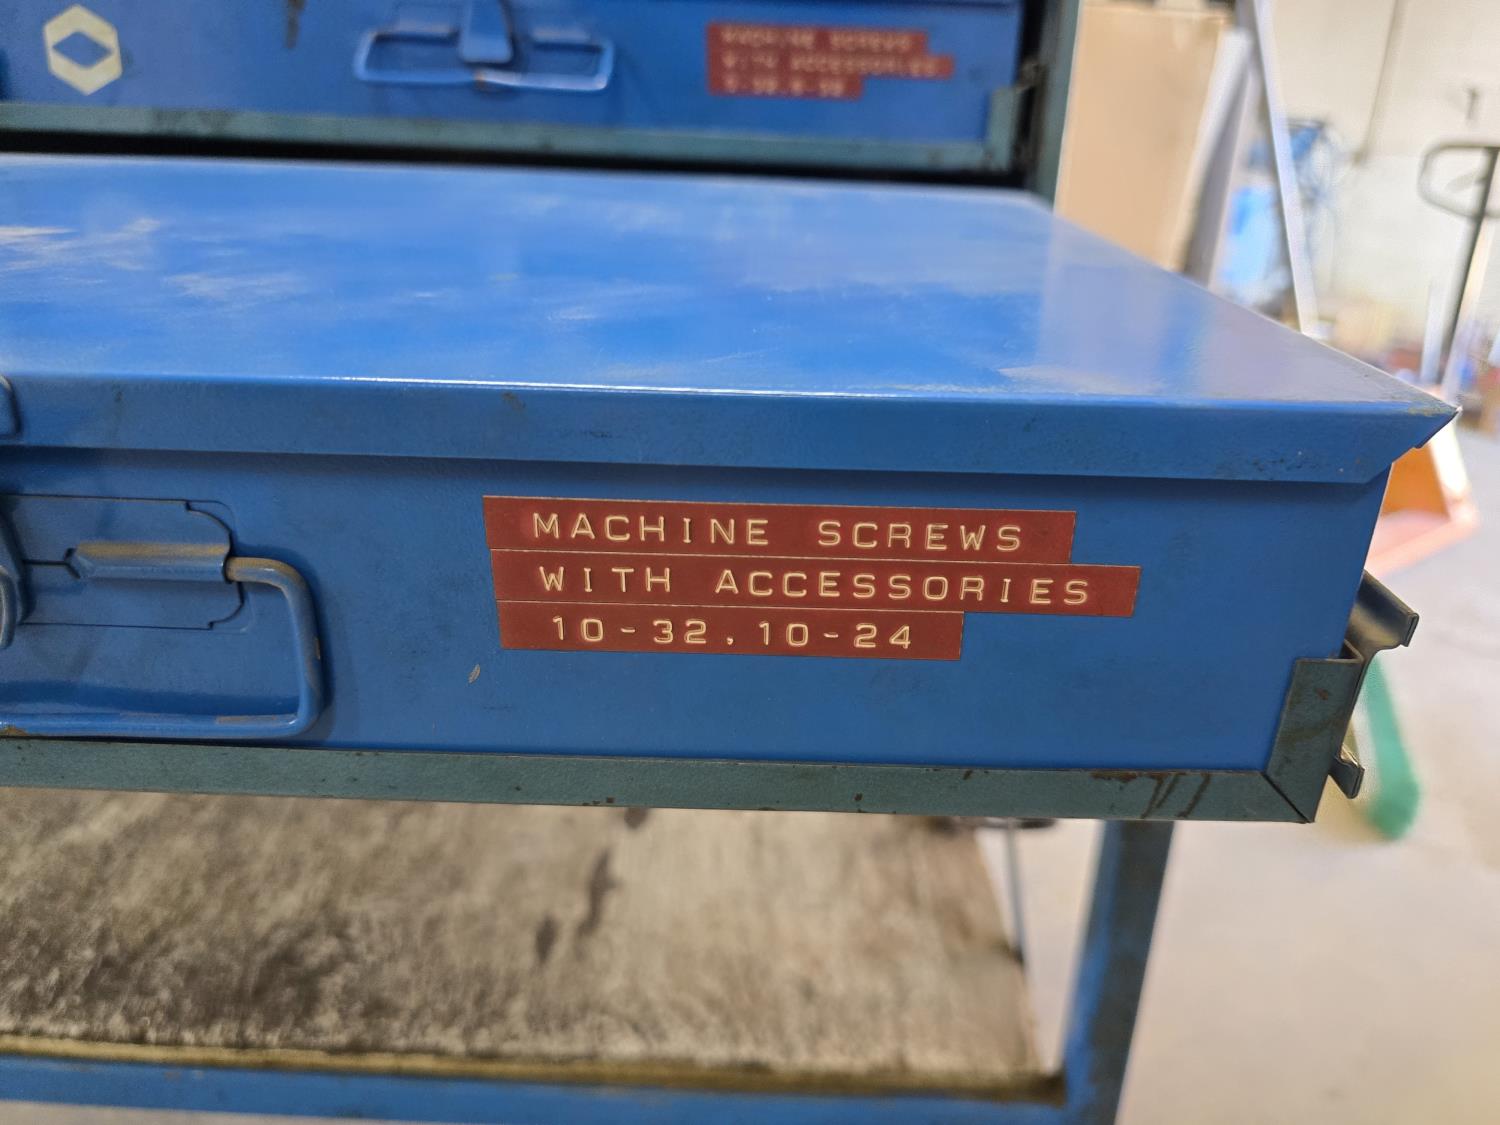 MACHINE SCREWS
WITH ACCESSORIES
MACHINE SCREWS
WITH ACCESSORIES
10-32, 10-24